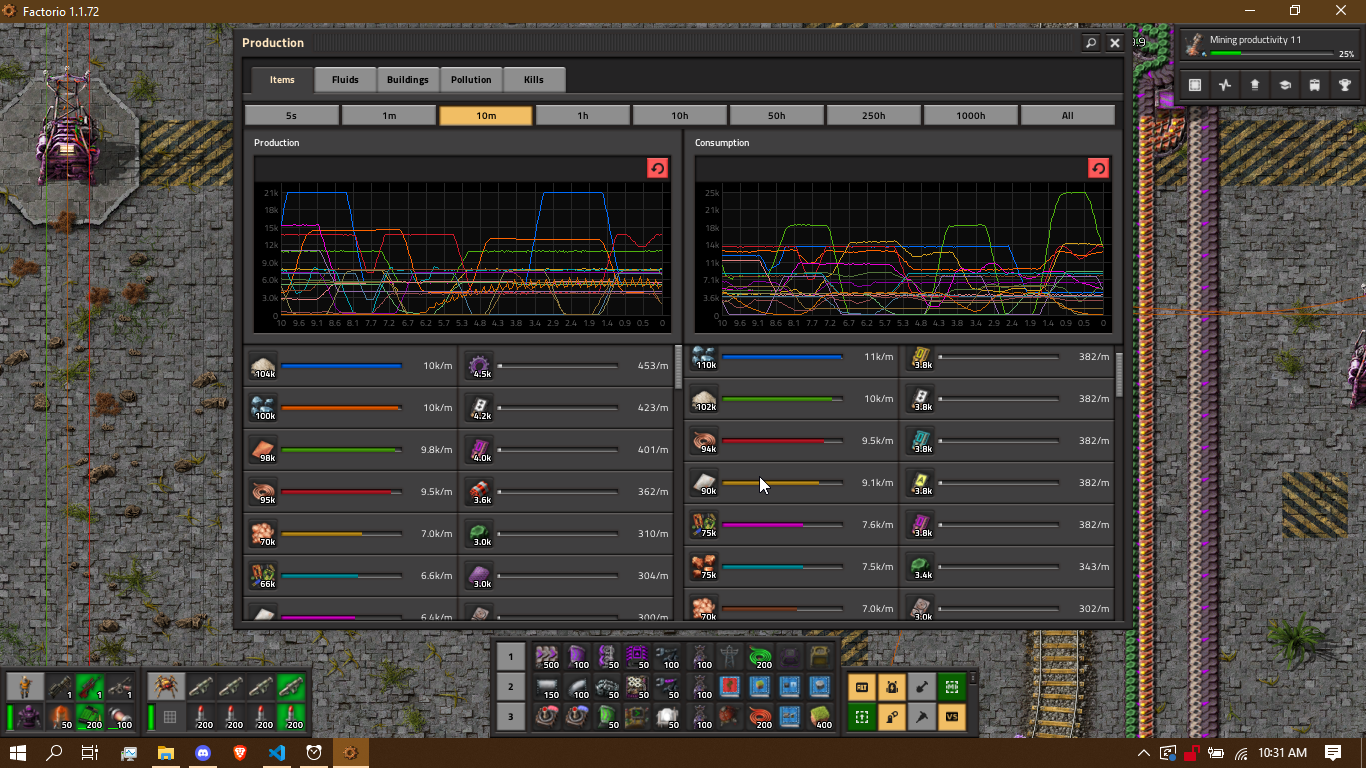 Factorio 1.1.72
Production
Mining productivity 11
25%
Items Fluids Buildings Pollution Kills
5s 1m 10m 1h 10h 50h 250h 1000h All
Production
21k
18k
15k
12k
9.0k
6.0k
3.0k
0
10 9.6 9.1 8.6 8.1 7.7 7.2 6.7 6.2 5.7 5.3 4.8 4.3 3.8 3.4 2.9 2.4 1.9 1.4 0.9 0.5 0
Consumption
25k
21k
18k
14k
11k
7.1k
3.6k
0
10 9.6 9.1 8.6 8.1 7.7 7.2 6.7 6.2 5.7 5.3 4.8 4.3 3.8 3.4 2.9 2.4 1.9 1.4 0.9 0.5 0
104k 10k/m 4.5k 453/m
100k 10k/m 4.2k 423/m
98k 9.8k/m 4.0k 401/m
95k 9.5k/m 3.6k 362/m
70k 7.0k/m 3.0k 310/m
66k 6.6k/m 3.0k 304/m
6.4k/m 300/m
110k 11k/m 3.8k 382/m
102k 10k/m 3.8k 382/m
94k 9.5k/m 3.8k 382/m
90k 9.1k/m 3.8k 382/m
75k 7.6k/m 3.8k 382/m
75k 7.5k/m 3.4k 343/m
70k 7.0k/m 3.0k 302/m
1 500 100 50 50 100 100 200
2 150 100 50 50 50 100
3 100 100 50 50 100 200 400
1 1 1
50 200 100
200 200 200 200
ALT
VS
10:31 AM